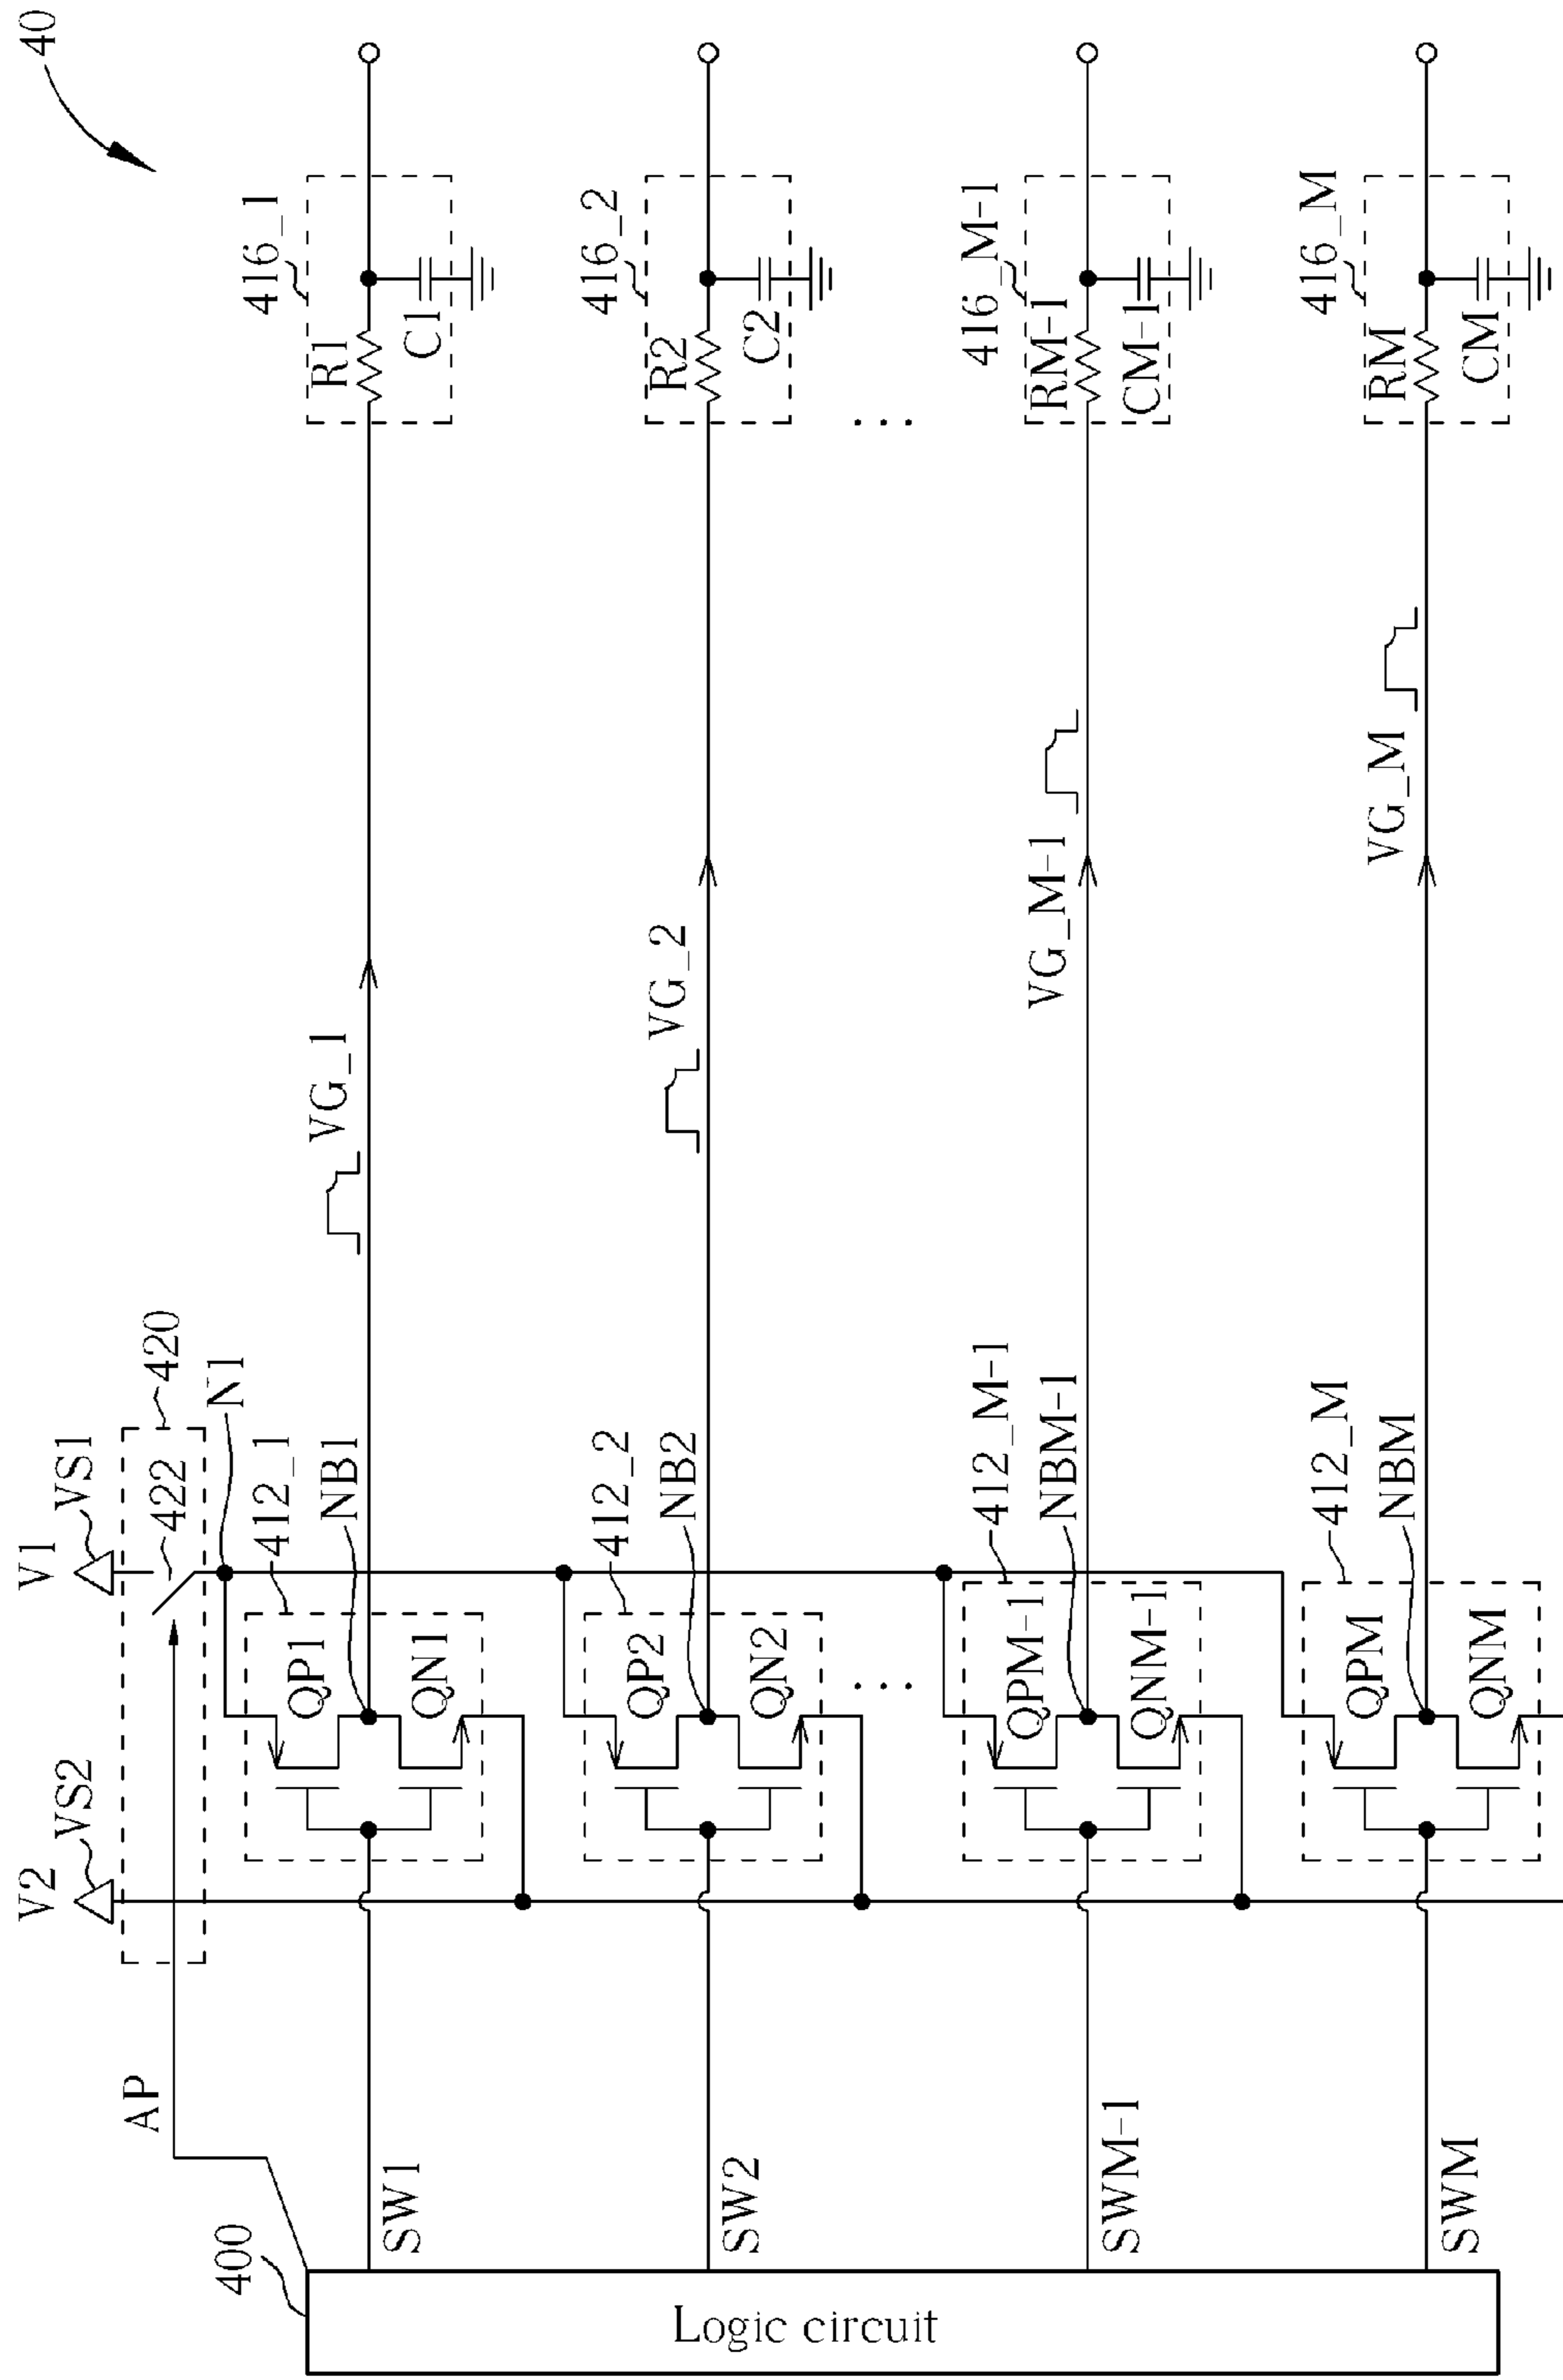 40
V2
VS2
V1
VS1
AP
422
420
N1
400
Logic circuit
SW1
412_1
QP1
QN1
NB1
VG_1
416_1
R1
C1
SW2
412_2
QP2
QN2
NB2
VG_2
416_2
R2
C2
...
...
SWM-1
412_M-1
QPM-1
QNM-1
NBM-1
VG_M-1
416_M-1
RM-1
CM-1
SWM
412_M
QPM
QNM
NBM
VG_M
416_M
RM
CM